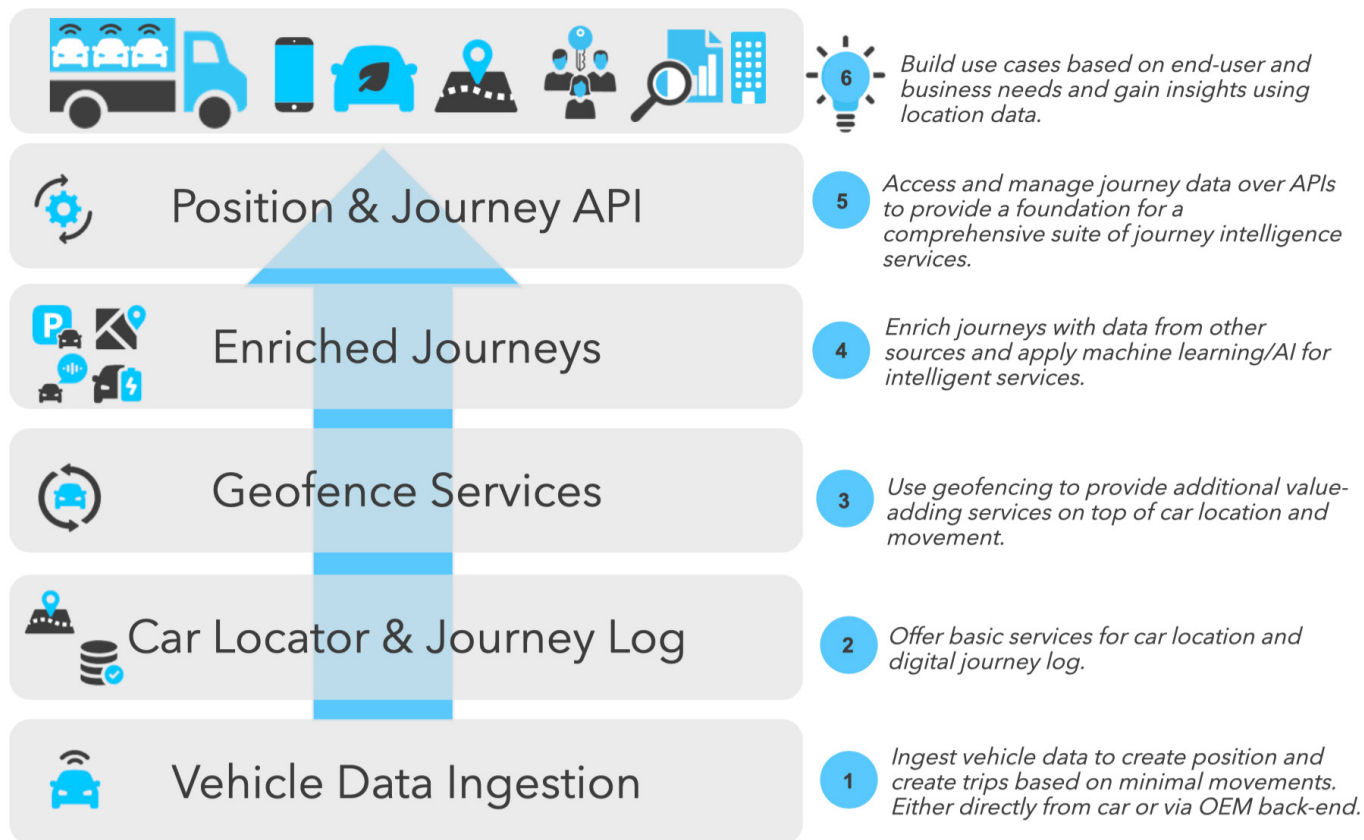 6
Build use cases based on end-user and
business needs and gain insights using
location data.
Position & Journey API
5
Access and manage journey data over APIs
to provide a foundation for a
comprehensive suite of journey intelligence
services.
P
Enriched Journeys
4
Enrich journeys with data from other
sources and apply machine learning/AI for
intelligent services.
Geofence Services
3
Use geofencing to provide additional value-
adding services on top of car location and
movement.
Car Locator & Journey Log
2
Offer basic services for car location and
digital journey log.
Vehicle Data Ingestion
1
Ingest vehicle data to create position and
create trips based on minimal movements.
Either directly from car or via OEM back-end.